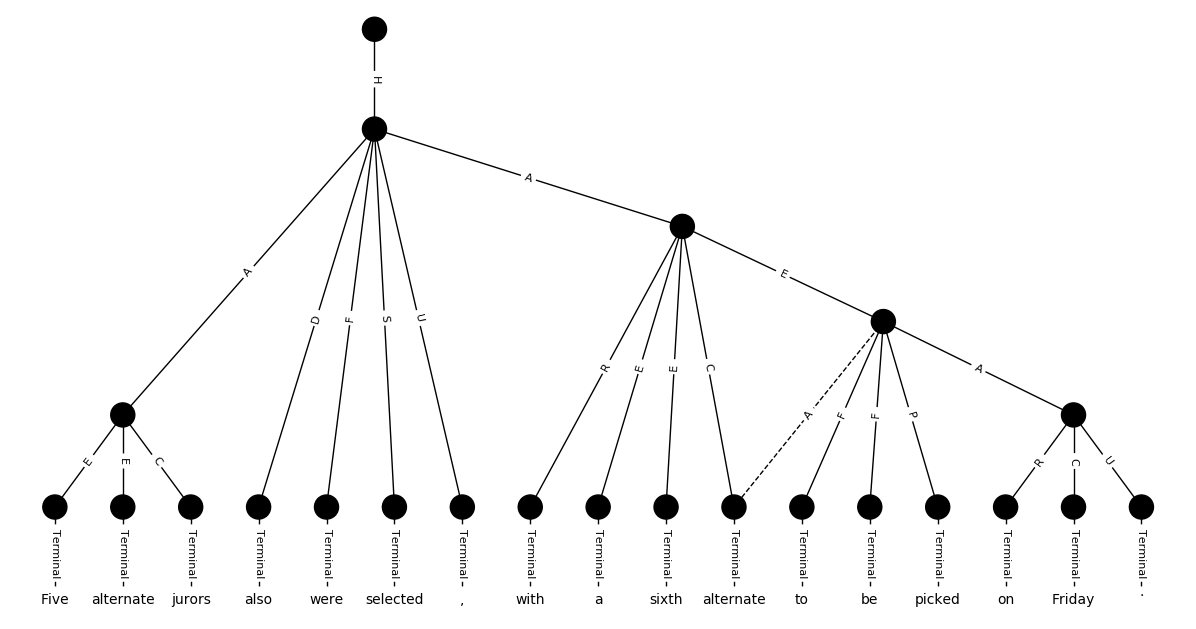 H
A
A
D
F
S
U
E
R
E
E
C
A
A
F
F
P
E
E
C
R
C
U
Terminal Terminal Terminal Terminal Terminal Terminal Terminal Terminal Terminal Terminal Terminal Terminal Terminal Terminal Terminal Terminal Terminal
Five alternate jurors also were selected , with a sixth alternate to be picked on Friday .